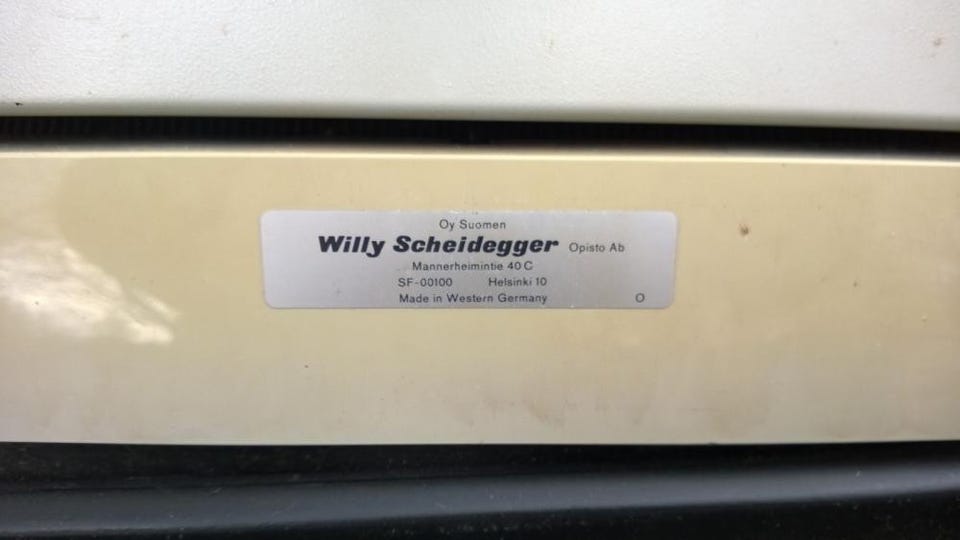 Oy Suomen
Willy Scheidegger Opisto Ab
Mannerheimintie 40 C
SF-00100 Helsinki 10
Made in Western Germany O